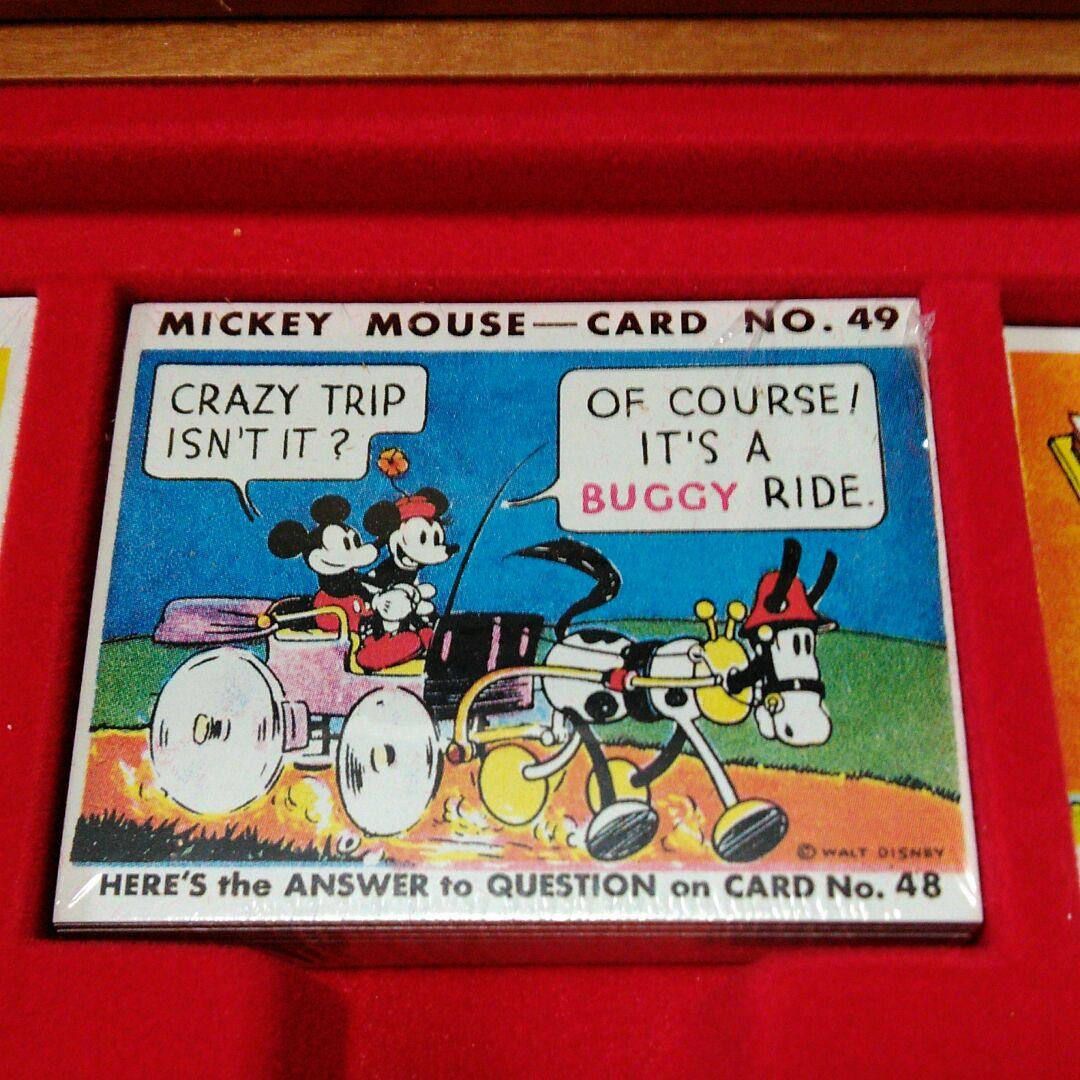 MICKEY MOUSE—CARD NO. 49
CRAZY TRIP
ISN'T IT?
OF COURSE!
IT'S A
BUGGY RIDE.
© WALT DISNEY
HERE'S the ANSWER to QUESTION on CARD No. 48